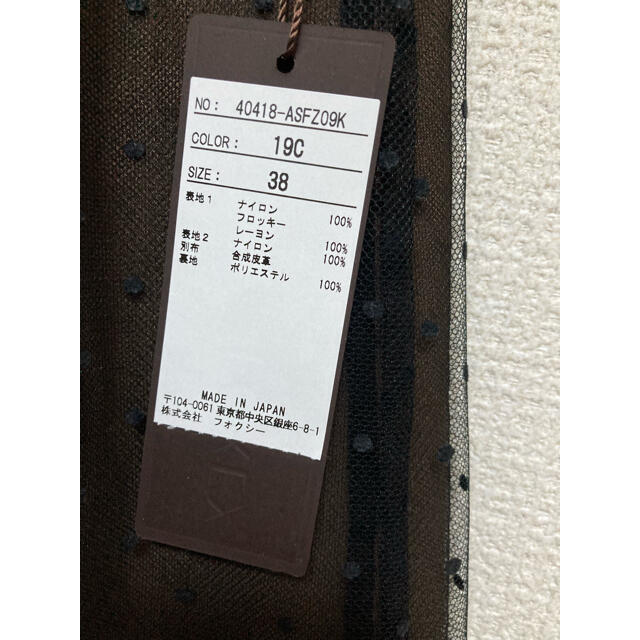 NO: 40418-ASFZ09K
COLOR: 19C
SIZE: 38
表地1 ナイロン 100%
フロッキー
レーヨン 100%
表地2 ナイロン 100%
別布 合成皮革 100%
裏地 ポリエステル 100%
MADE IN JAPAN
〒104-0061 東京都中央区銀座6-8-1
株式会社 フォクシー